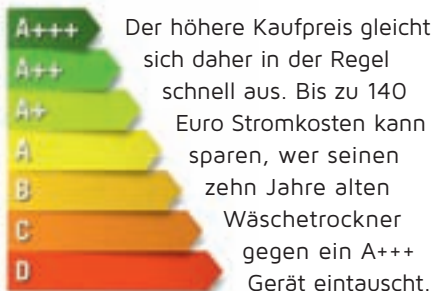 A+++
A++
A+
A
B
C
D
Der höhere Kaufpreis gleicht
sich daher in der Regel
schnell aus. Bis zu 140
Euro Stromkosten kann
sparen, wer seinen
zehn Jahre alten
Wäschetrockner
gegen ein A+++
Gerät eintauscht.